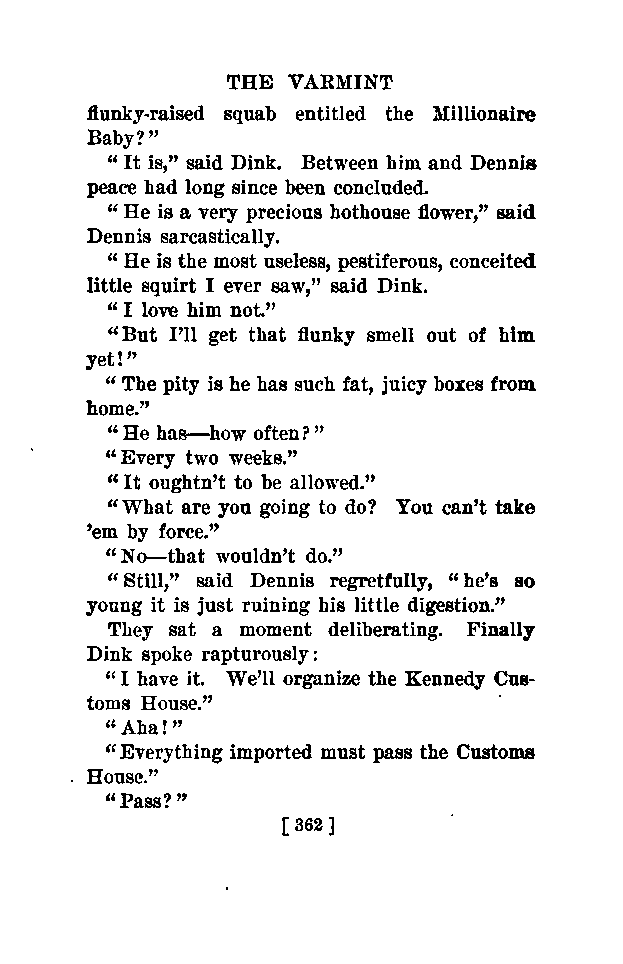 THE VARMINT
flunky-raised squab entitled the Millionaire
Baby?”
“It is,” said Dink. Between him and Dennis
peace had long since been concluded.
“He is a very precious hothouse flower,” said
Dennis sarcastically.
“He is the most useless, pestiferous, conceited
little squirt I ever saw,” said Dink.
“I love him not.”
“But I’ll get that flunky smell out of him
yet!”
“The pity is he has such fat, juicy boxes from
home.”
“He has—how often?”
“Every two weeks.”
“It oughtn’t to be allowed.”
“What are you going to do? You can’t take
’em by force.”
“No—that wouldn’t do.”
“Still,” said Dennis regretfully, “he’s so
young it is just ruining his little digestion.”
They sat a moment deliberating. Finally
Dink spoke rapturously:
“I have it. We’ll organize the Kennedy Cus-
toms House.”
“Aha!”
“Everything imported must pass the Customs
House.”
“Pass?”
[ 362 ]